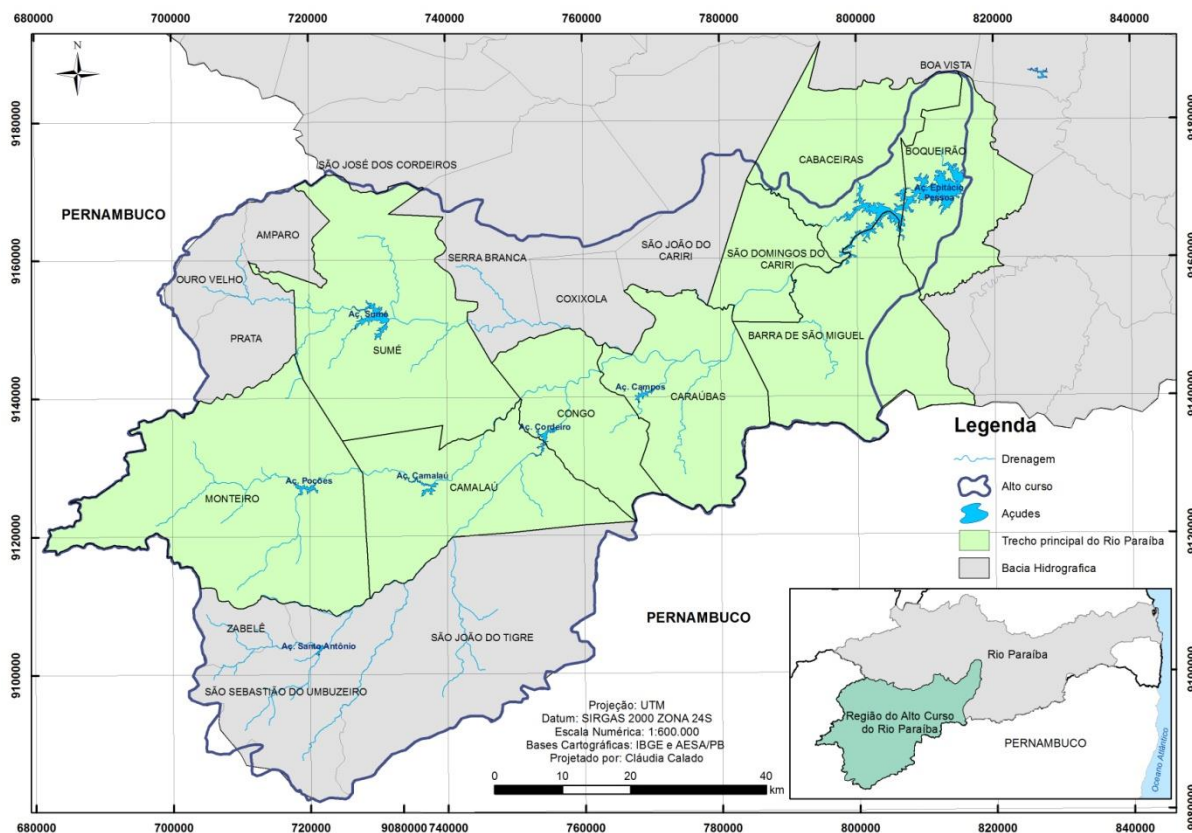 680000 700000 720000 740000 760000 780000 800000 820000 840000
N
BOA VISTA
9180000
9180000
CABACEIRAS
BOQUEIRÃO
SÃO JOSÉ DOS CORDEIROS
Aç. Epitácio
Pessoa
PERNAMBUCO
AMPARO
SÃO JOÃO DO
CARIRI
SERRA BRANCA
SÃO DOMINGOS DO
CARIRI
9160000
9160000
OURO VELHO
COXIXOLA
Aç. Sumé
PRATA
SUMÉ
BARRA DE SÃO MIGUEL
9140000
9140000
Aç. Campos
CARAÚBAS
CONGO
Aç. Cordeiro
Legenda
Drenagem
Alto curso
Açudes
Trecho principal do Rio Paraíba
Bacia Hidrografica
Aç. Poções
Aç. Camalaú
MONTEIRO
CAMALAÚ
9120000
9120000
PERNAMBUCO
ZABELÊ
SÃO JOÃO DO TIGRE
Aç. Santo Antônio
9100000
9100000
SÃO SEBASTIÃO DO UMBUZEIRO
Projeção: UTM
Datum: SIRGAS 2000 ZONA 24S
Escala Numérica: 1:600.000
Bases Cartográficas: IBGE e AESA/PB
Projetado por: Cláudia Calado
0 10 20 40
km
Rio Paraíba
Região do Alto Curso
do Rio Paraíba
PERNAMBUCO
Oceano Atlântico
9080000
680000 700000 720000 9080000 740000 760000 780000 800000 820000 840000